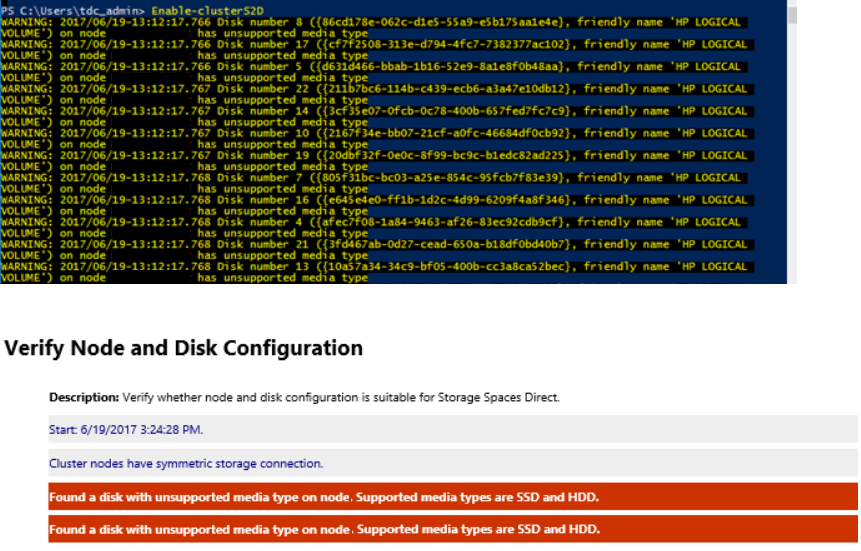 PS C:\Users\tdc_admin> Enable-clusterS2D
WARNING: 2017/06/19-13:12:17.766 Disk number 8 ({86cd178e-062c-d1e5-55a9-e5b175aa1e4e}, friendly name 'HP LOGICAL
VOLUME') on node has unsupported media type
WARNING: 2017/06/19-13:12:17.766 Disk number 17 ({cf7f2508-313e-d794-4fc7-7382377ac102}, friendly name 'HP LOGICAL
VOLUME') on node has unsupported media type
WARNING: 2017/06/19-13:12:17.766 Disk number 5 ({d631d466-bbab-1b16-52e9-8a1e8f0b48aa}, friendly name 'HP LOGICAL
VOLUME') on node has unsupported media type
WARNING: 2017/06/19-13:12:17.767 Disk number 22 ({211b7bc6-114b-c439-ecb6-a3a47e10db12}, friendly name 'HP LOGICAL
VOLUME') on node has unsupported media type
WARNING: 2017/06/19-13:12:17.767 Disk number 14 ({3cf35e07-0fcb-0c78-400b-657fed7fc7c9}, friendly name 'HP LOGICAL
VOLUME') on node has unsupported media type
WARNING: 2017/06/19-13:12:17.767 Disk number 10 ({2167f34e-bb07-21cf-a0fc-46684df0cb92}, friendly name 'HP LOGICAL
VOLUME') on node has unsupported media type
WARNING: 2017/06/19-13:12:17.767 Disk number 19 ({20dbf32f-0e0c-8f99-bc9c-b1edc82ad225}, friendly name 'HP LOGICAL
VOLUME') on node has unsupported media type
WARNING: 2017/06/19-13:12:17.768 Disk number 7 ({805f31bc-bc03-a25e-854c-95fcb7f83e39}, friendly name 'HP LOGICAL
VOLUME') on node has unsupported media type
WARNING: 2017/06/19-13:12:17.768 Disk number 16 ({e645e4e0-ff1b-1d2c-4d99-6209f4a8f346}, friendly name 'HP LOGICAL
VOLUME') on node has unsupported media type
WARNING: 2017/06/19-13:12:17.768 Disk number 4 ({afec7f08-1a84-9463-af26-83ec92cdb9cf}, friendly name 'HP LOGICAL
VOLUME') on node has unsupported media type
WARNING: 2017/06/19-13:12:17.768 Disk number 21 ({3fd467ab-0d27-cead-650a-b18df0bd40b7}, friendly name 'HP LOGICAL
VOLUME') on node has unsupported media type
WARNING: 2017/06/19-13:12:17.768 Disk number 13 ({10a57a34-34c9-bf05-400b-cc3a8ca52bec}, friendly name 'HP LOGICAL
VOLUME') on node has unsupported media type
Verify Node and Disk Configuration
Description: Verify whether node and disk configuration is suitable for Storage Spaces Direct.
Start: 6/19/2017 3:24:28 PM.
Cluster nodes have symmetric storage connection.
Found a disk with unsupported media type on node. Supported media types are SSD and HDD.
Found a disk with unsupported media type on node. Supported media types are SSD and HDD.